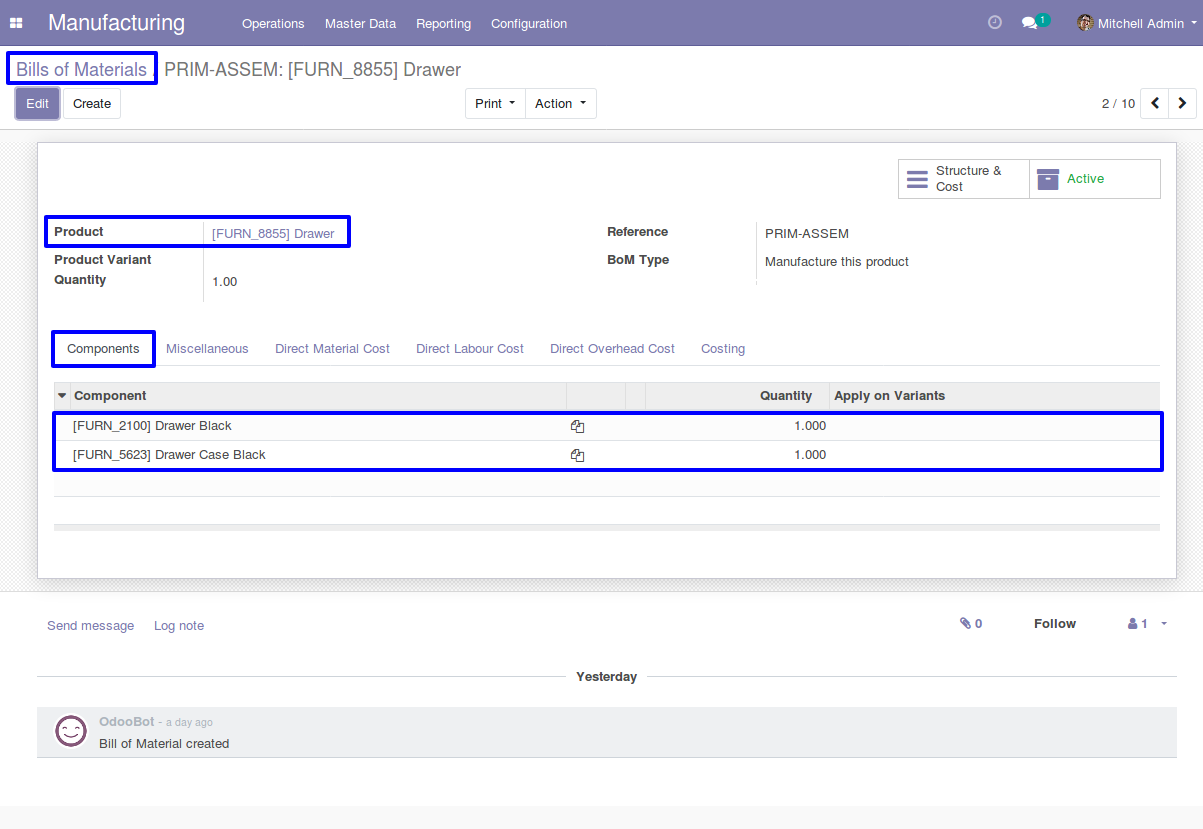 Manufacturing Operations Master Data Reporting Configuration 1 Mitchell Admin
Bills of Materials / PRIM-ASSEM: [FURN_8855] Drawer
Edit Create Print Action 2 / 10
Structure & Cost
Active
Product [FURN_8855] Drawer Reference PRIM-ASSEM
Product Variant BoM Type Manufacture this product
Quantity 1.00
Components Miscellaneous Direct Material Cost Direct Labour Cost Direct Overhead Cost Costing
Component Quantity Apply on Variants
[FURN_2100] Drawer Black 1.000
[FURN_5623] Drawer Case Black 1.000
Send message Log note 0 Follow 1
Yesterday
OdooBot - a day ago
Bill of Material created